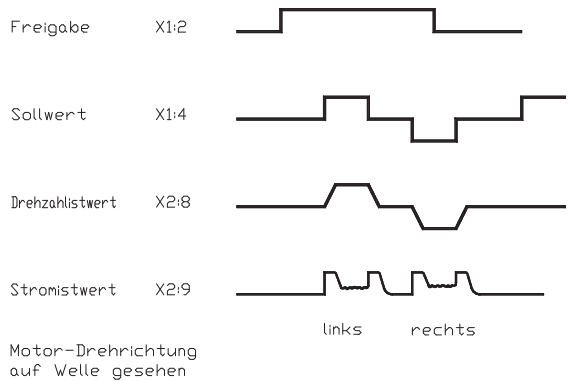 Freigabe X1:2
Sollwert X1:4
Drehzahlistwert X2:8
Stromistwert X2:9
links rechts
Motor-Drehrichtung
auf Welle gesehen